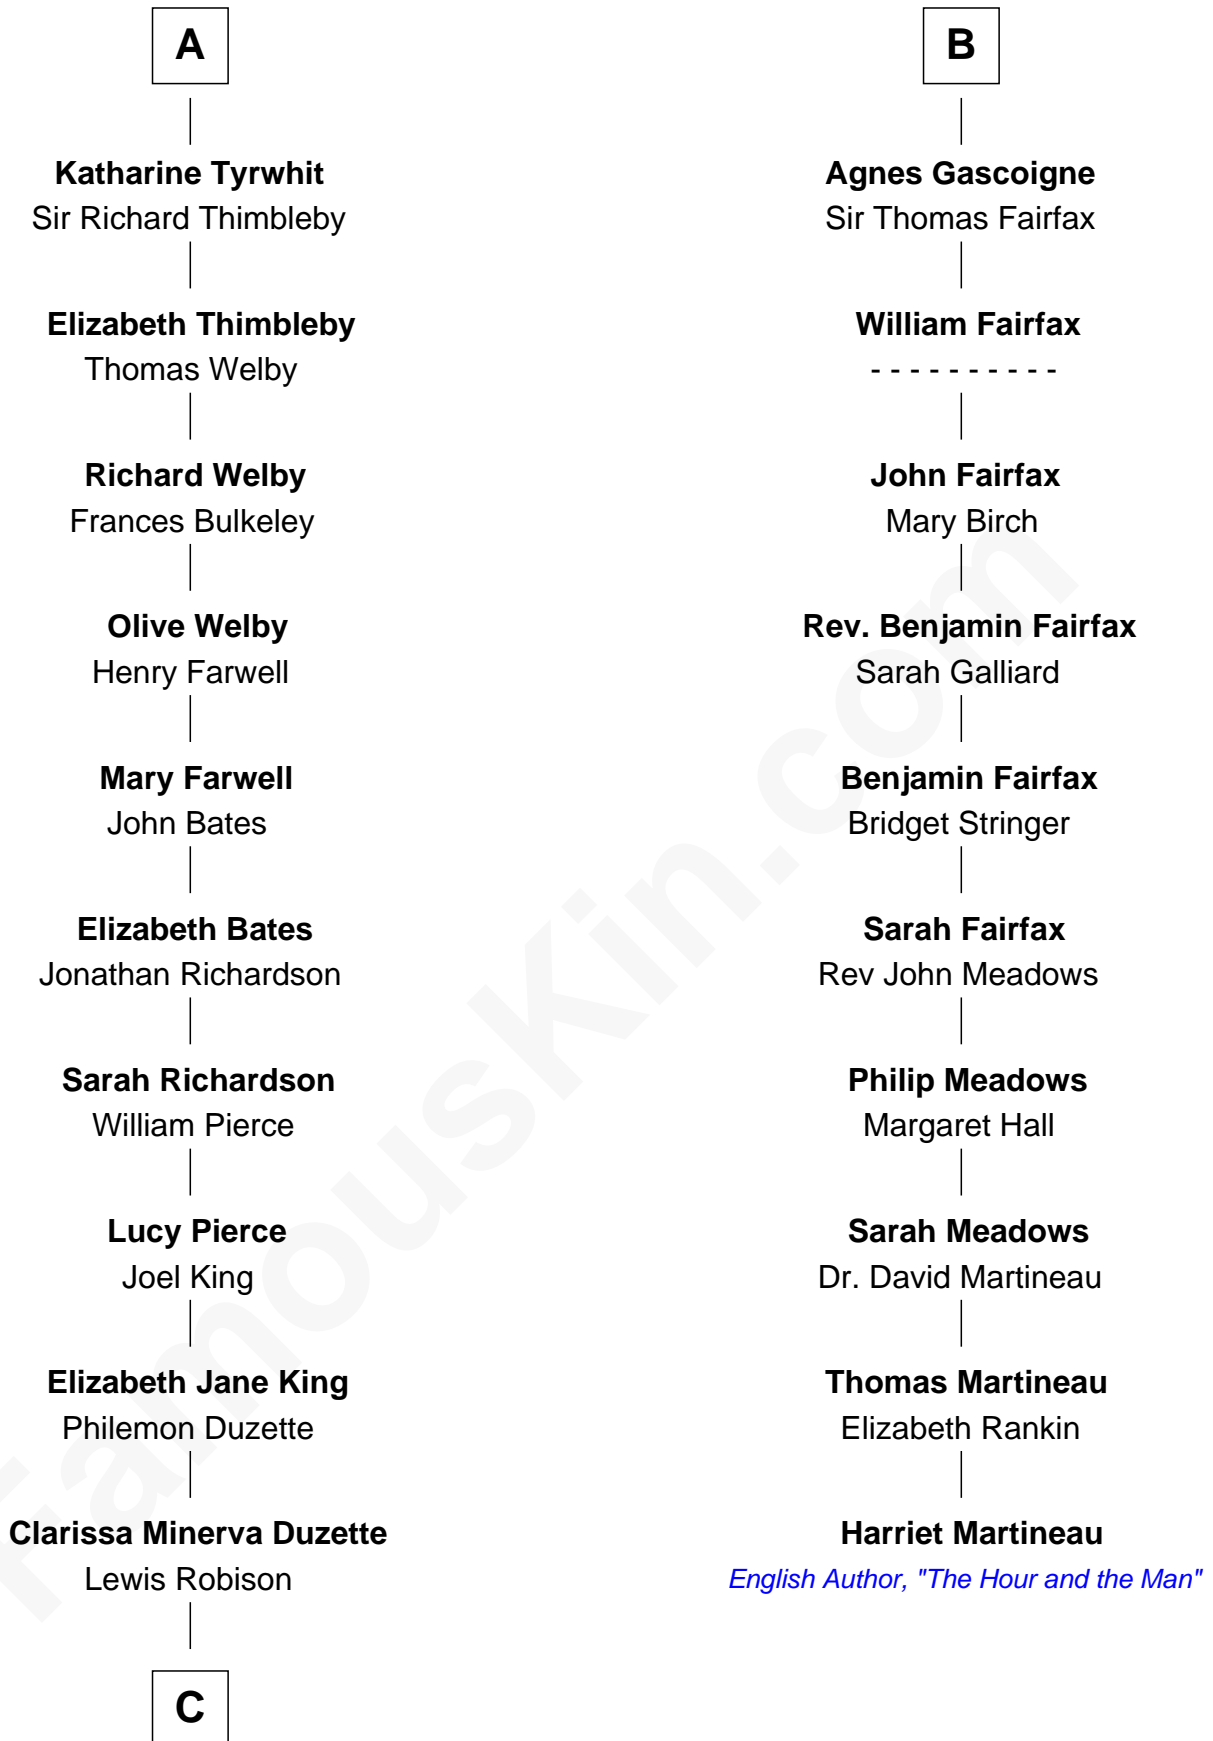 A
Katharine Tyrwhit
Sir Richard Thimbleby
Elizabeth Thimbleby
Thomas Welby
Richard Welby
Frances Bulkeley
Olive Welby
Henry Farwell
Mary Farwell
John Bates
Elizabeth Bates
Jonathan Richardson
Sarah Richardson
William Pierce
Lucy Pierce
Joel King
Elizabeth Jane King
Philemon Duzette
Clarissa Minerva Duzette
Lewis Robison
C
B
Agnes Gascoigne
Sir Thomas Fairfax
William Fairfax
- - - - - - - - - -
John Fairfax
Mary Birch
Rev. Benjamin Fairfax
Sarah Galliard
Benjamin Fairfax
Bridget Stringer
Sarah Fairfax
Rev John Meadows
Philip Meadows
Margaret Hall
Sarah Meadows
Dr. David Martineau
Thomas Martineau
Elizabeth Rankin
Harriet Martineau
English Author, "The Hour and the Man"
FamousKin.com